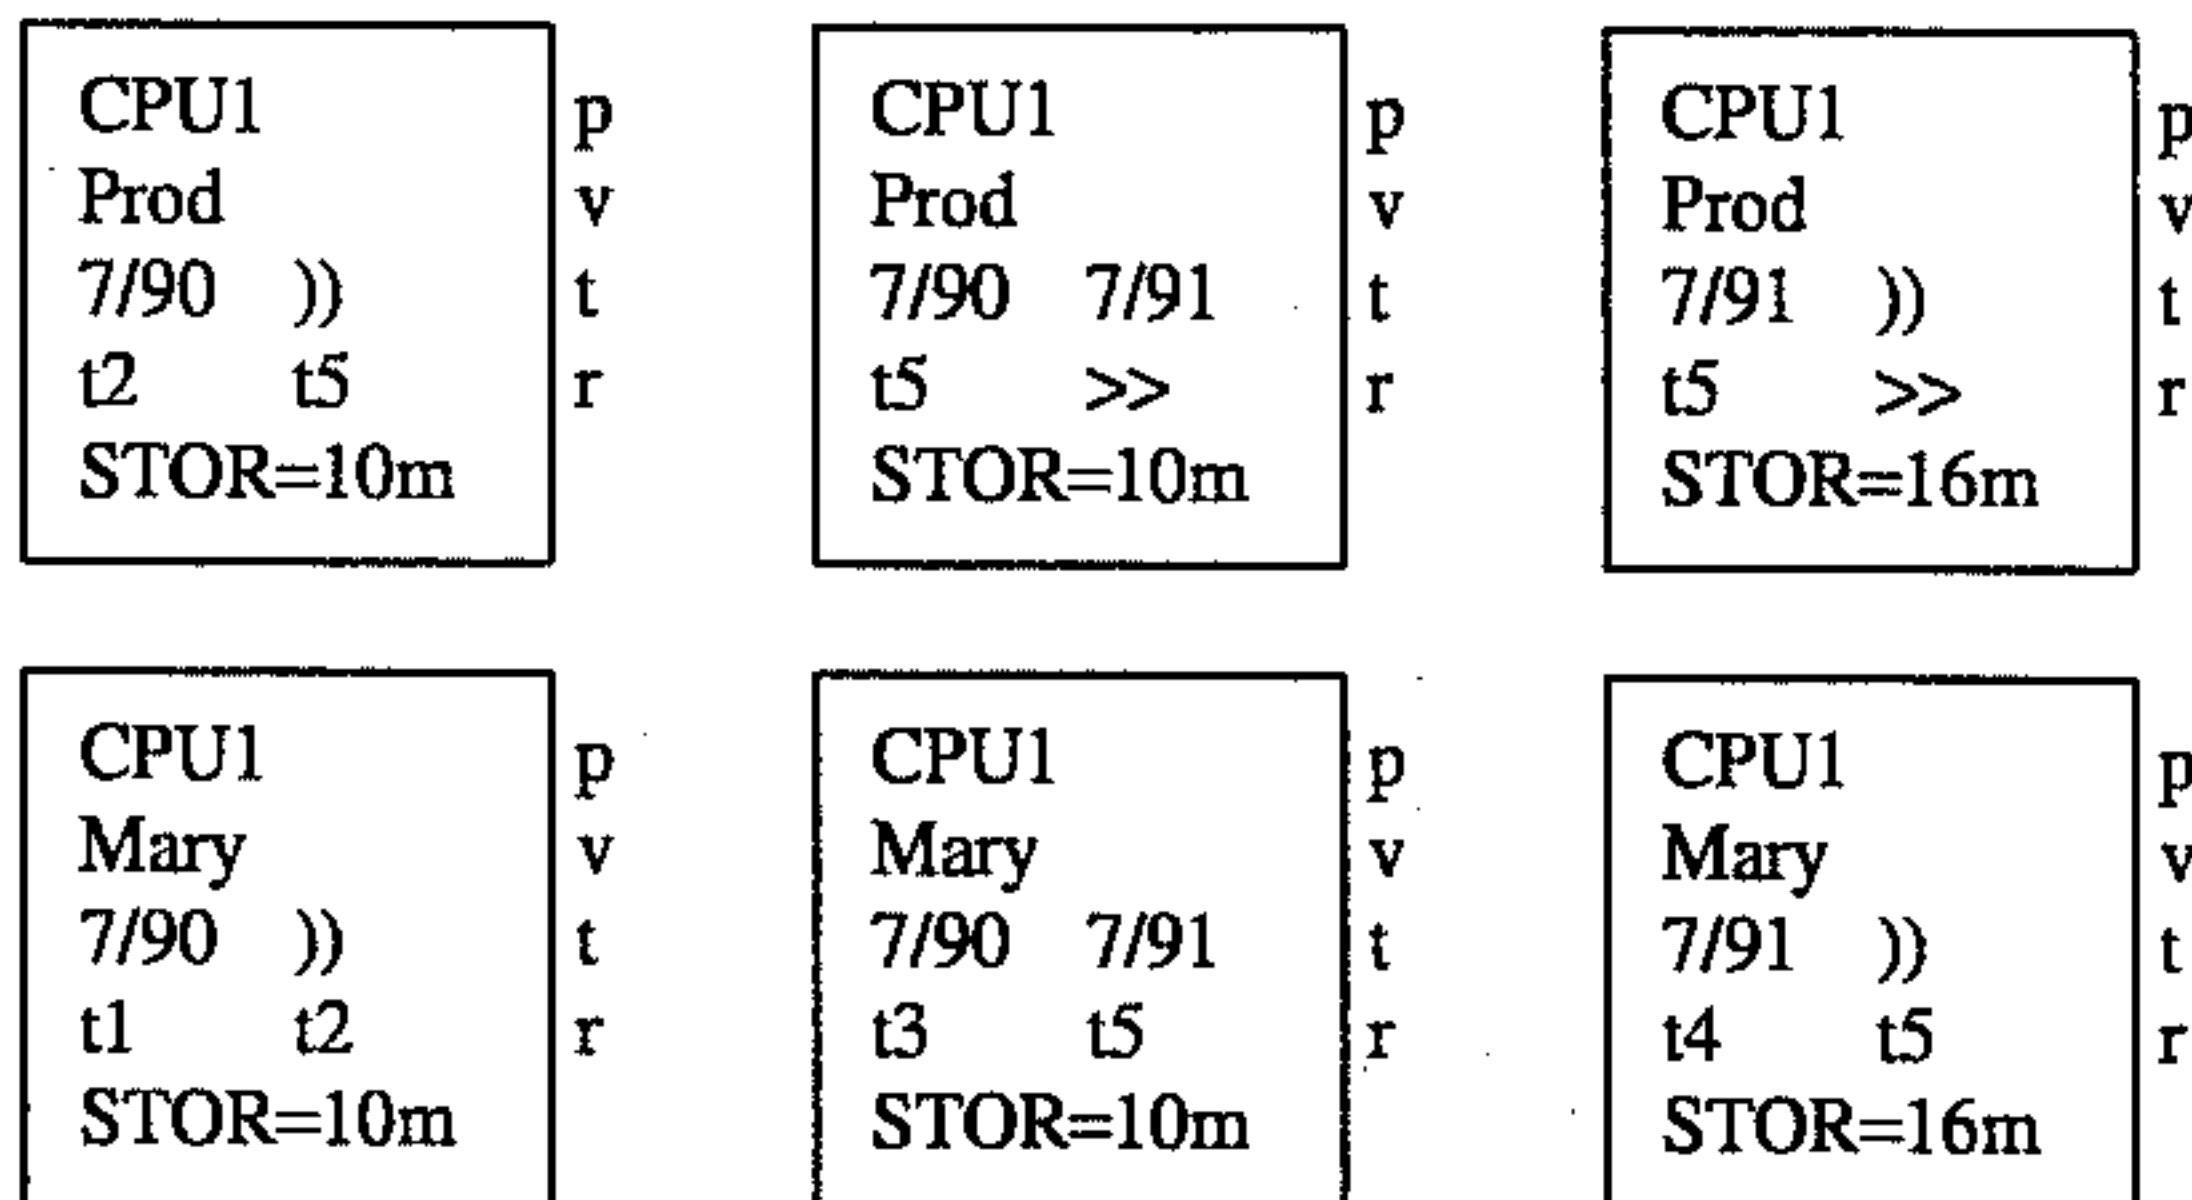 CPU1 p CPU1 p CPU1 p
Prod v Prod v Prod v
7/90 )) t 7/90 7/91 t 7/91 )) t
t2 t5 r t5 >> r t5 >> r
STOR=10m STOR=10m STOR=16m
CPU1 p CPU1 p CPU1 p
Mary v Mary v Mary v
7/90 )) t 7/90 7/91 t 7/91 )) t
t1 t2 r t3 t5 r t4 t5 r
STOR=10m STOR=10m STOR=16m